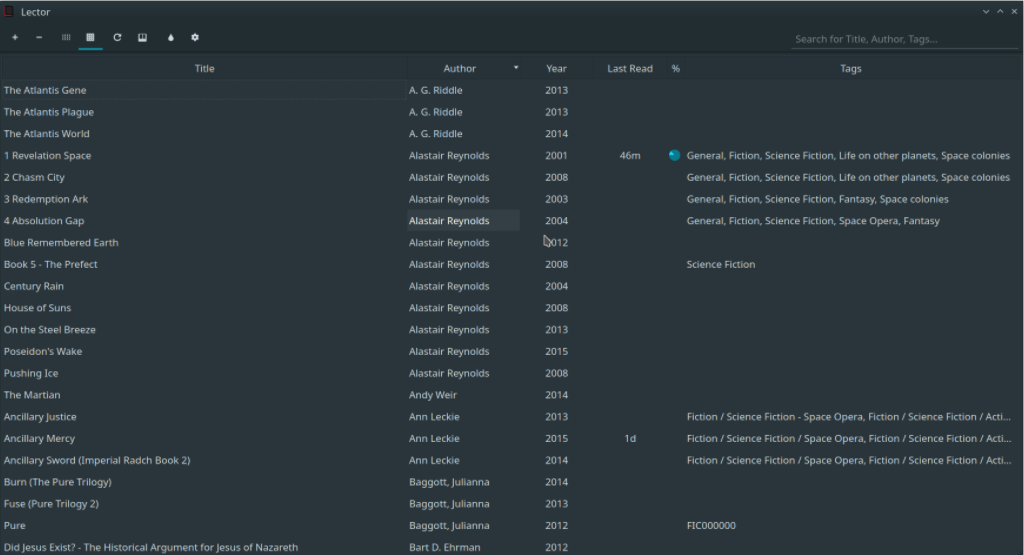 Lector
Search for Title, Author, Tags...
Title Author Year Last Read % Tags
The Atlantis Gene A. G. Riddle 2013
The Atlantis Plague A. G. Riddle 2013
The Atlantis World A. G. Riddle 2014
1 Revelation Space Alastair Reynolds 2001 46m General, Fiction, Science Fiction, Life on other planets, Space colonies
2 Chasm City Alastair Reynolds 2008 General, Fiction, Science Fiction, Life on other planets, Space colonies
3 Redemption Ark Alastair Reynolds 2003 General, Fiction, Science Fiction, Fantasy, Space colonies
4 Absolution Gap Alastair Reynolds 2004 General, Fiction, Science Fiction, Space Opera, Fantasy
Blue Remembered Earth Alastair Reynolds 2012
Book 5 - The Prefect Alastair Reynolds 2008 Science Fiction
Century Rain Alastair Reynolds 2004
House of Suns Alastair Reynolds 2008
On the Steel Breeze Alastair Reynolds 2013
Poseidon's Wake Alastair Reynolds 2015
Pushing Ice Alastair Reynolds 2008
The Martian Andy Weir 2014
Ancillary Justice Ann Leckie 2013 Fiction / Science Fiction - Space Opera, Fiction / Science Fiction / Acti...
Ancillary Mercy Ann Leckie 2015 1d Fiction / Science Fiction / Space Opera, Fiction / Science Fiction / Acti...
Ancillary Sword (Imperial Radch Book 2) Ann Leckie 2014 Fiction / Science Fiction / Space Opera, Fiction / Science Fiction / Acti...
Burn (The Pure Trilogy) Baggott, Julianna 2014
Fuse (Pure Trilogy 2) Baggott, Julianna 2013
Pure Baggott, Julianna 2012 FIC000000
Did Jesus Exist? - The Historical Argument for Jesus of Nazareth Bart D. Ehrman 2012